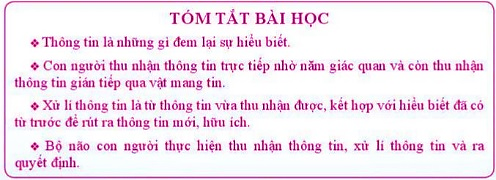 TÓM TẮT BÀI HỌC
❖ Thông tin là những gì đem lại sự hiểu biết.
❖ Con người thu nhận thông tin trực tiếp nhờ năm giác quan và còn thu nhận
thông tin gián tiếp qua vật mang tin.
❖ Xử lí thông tin là từ thông tin vừa thu nhận được, kết hợp với hiểu biết đã có
từ trước để rút ra thông tin mới, hữu ích.
❖ Bộ não con người thực hiện thu nhận thông tin, xử lí thông tin và ra
quyết định.